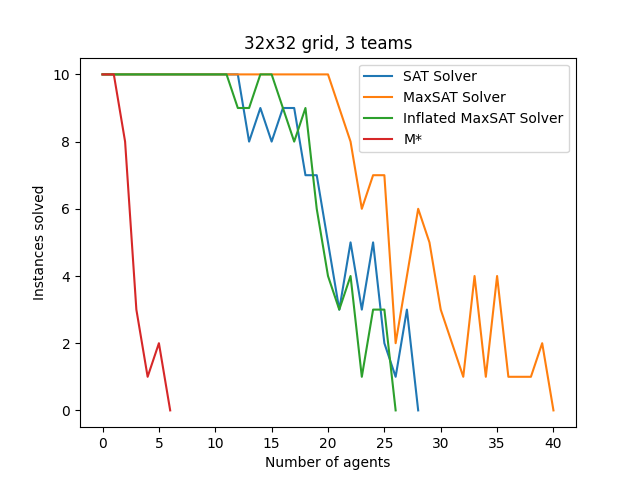 32x32 grid, 3 teams
SAT Solver
MaxSAT Solver
Inflated MaxSAT Solver
M*
Instances solved
10
8
6
4
2
0
0 5 10 15 20 25 30 35 40
Number of agents